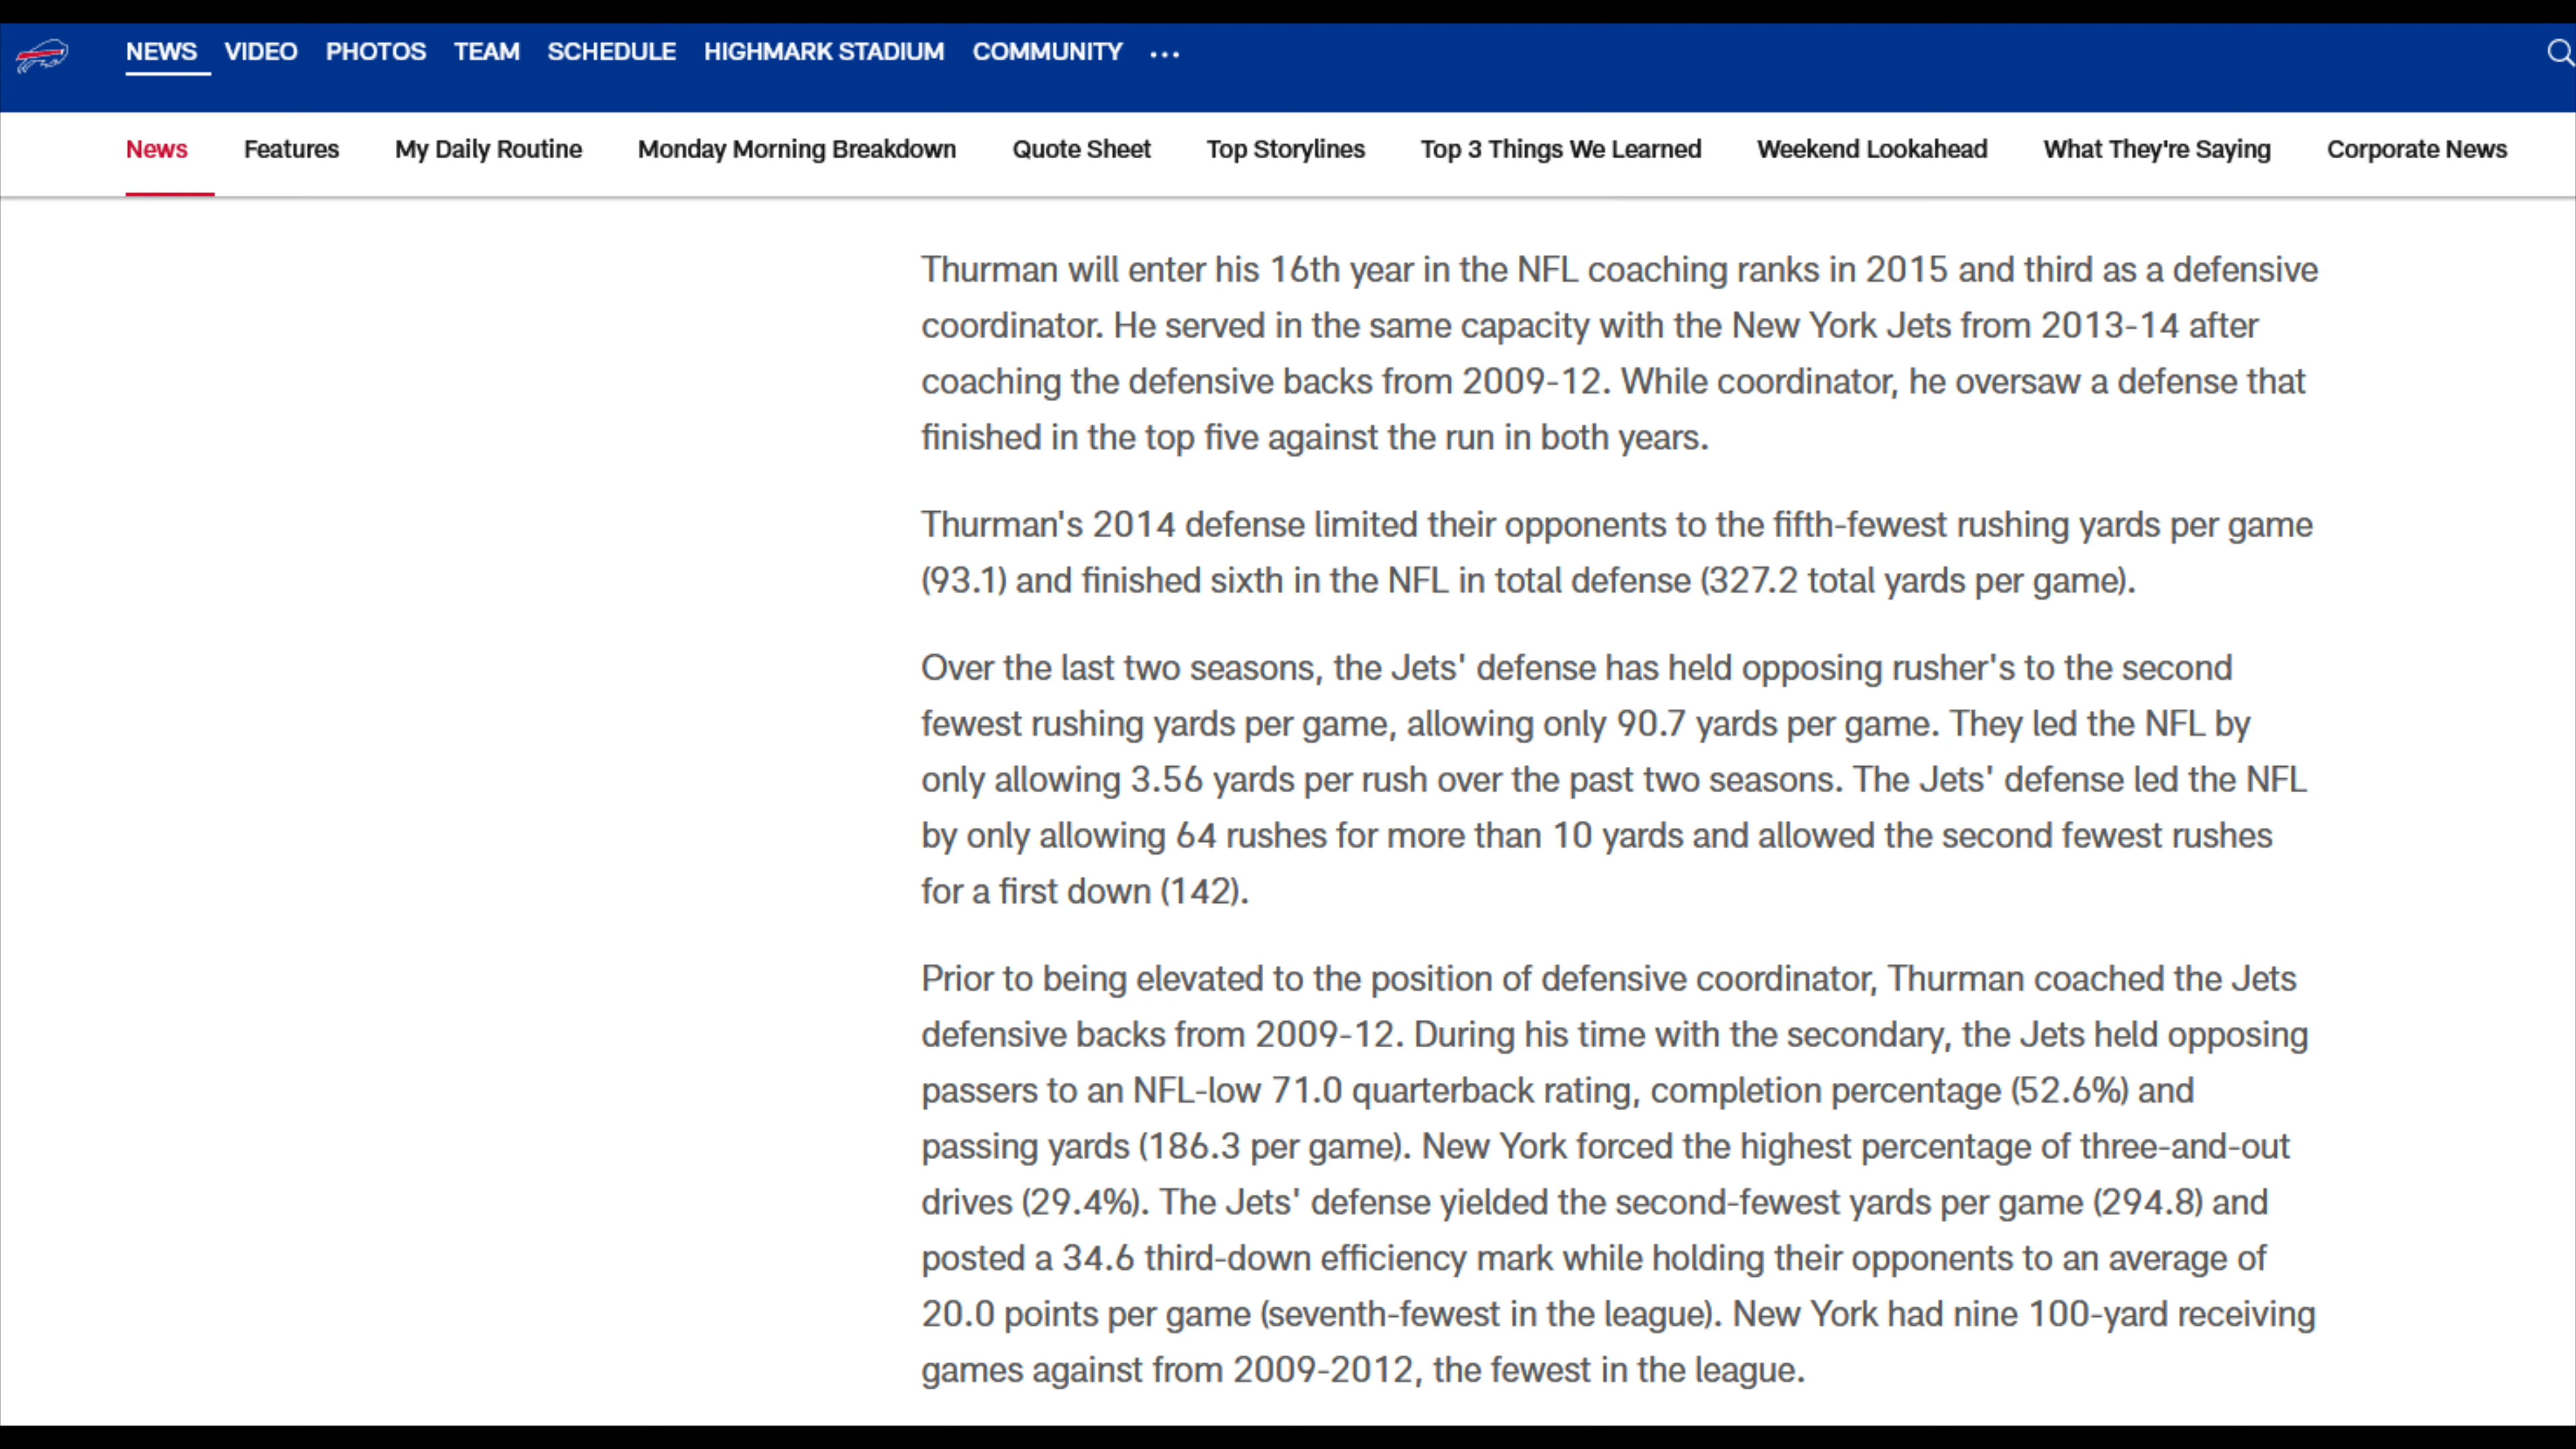 NEWS VIDEO PHOTOS TEAM SCHEDULE HIGHMARK STADIUM COMMUNITY ...
News Features My Daily Routine Monday Morning Breakdown Quote Sheet Top Storylines Top 3 Things We Learned Weekend Lookahead What They're Saying Corporate News
Thurman will enter his 16th year in the NFL coaching ranks in 2015 and third as a defensive
coordinator. He served in the same capacity with the New York Jets from 2013-14 after
coaching the defensive backs from 2009-12. While coordinator, he oversaw a defense that
finished in the top five against the run in both years.
Thurman's 2014 defense limited their opponents to the fifth-fewest rushing yards per game
(93.1) and finished sixth in the NFL in total defense (327.2 total yards per game).
Over the last two seasons, the Jets' defense has held opposing rusher's to the second
fewest rushing yards per game, allowing only 90.7 yards per game. They led the NFL by
only allowing 3.56 yards per rush over the past two seasons. The Jets' defense led the NFL
by only allowing 64 rushes for more than 10 yards and allowed the second fewest rushes
for a first down (142).
Prior to being elevated to the position of defensive coordinator, Thurman coached the Jets
defensive backs from 2009-12. During his time with the secondary, the Jets held opposing
passers to an NFL-low 71.0 quarterback rating, completion percentage (52.6%) and
passing yards (186.3 per game). New York forced the highest percentage of three-and-out
drives (29.4%). The Jets' defense yielded the second-fewest yards per game (294.8) and
posted a 34.6 third-down efficiency mark while holding their opponents to an average of
20.0 points per game (seventh-fewest in the league). New York had nine 100-yard receiving
games against from 2009-2012, the fewest in the league.